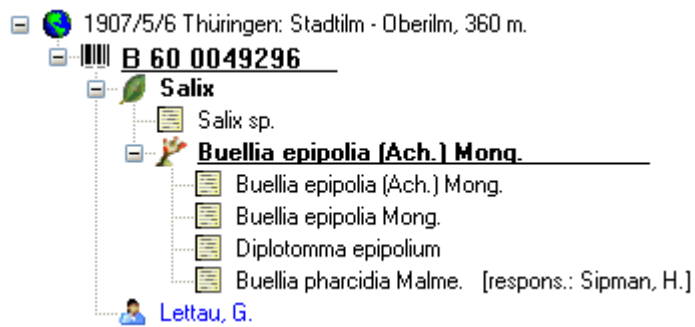 1907/5/6 Thüringen: Stadtilm - Oberilm, 360 m.
B 60 0049296
Salix
Salix sp.
Buellia epipolia (Ach.) Mong.
Buellia epipolia (Ach.) Mong.
Buellia epipolia Mong.
Diplotomma epipolium
Buellia pharcidia Malme. [respons.: Sipman, H.]
Lettau, G.